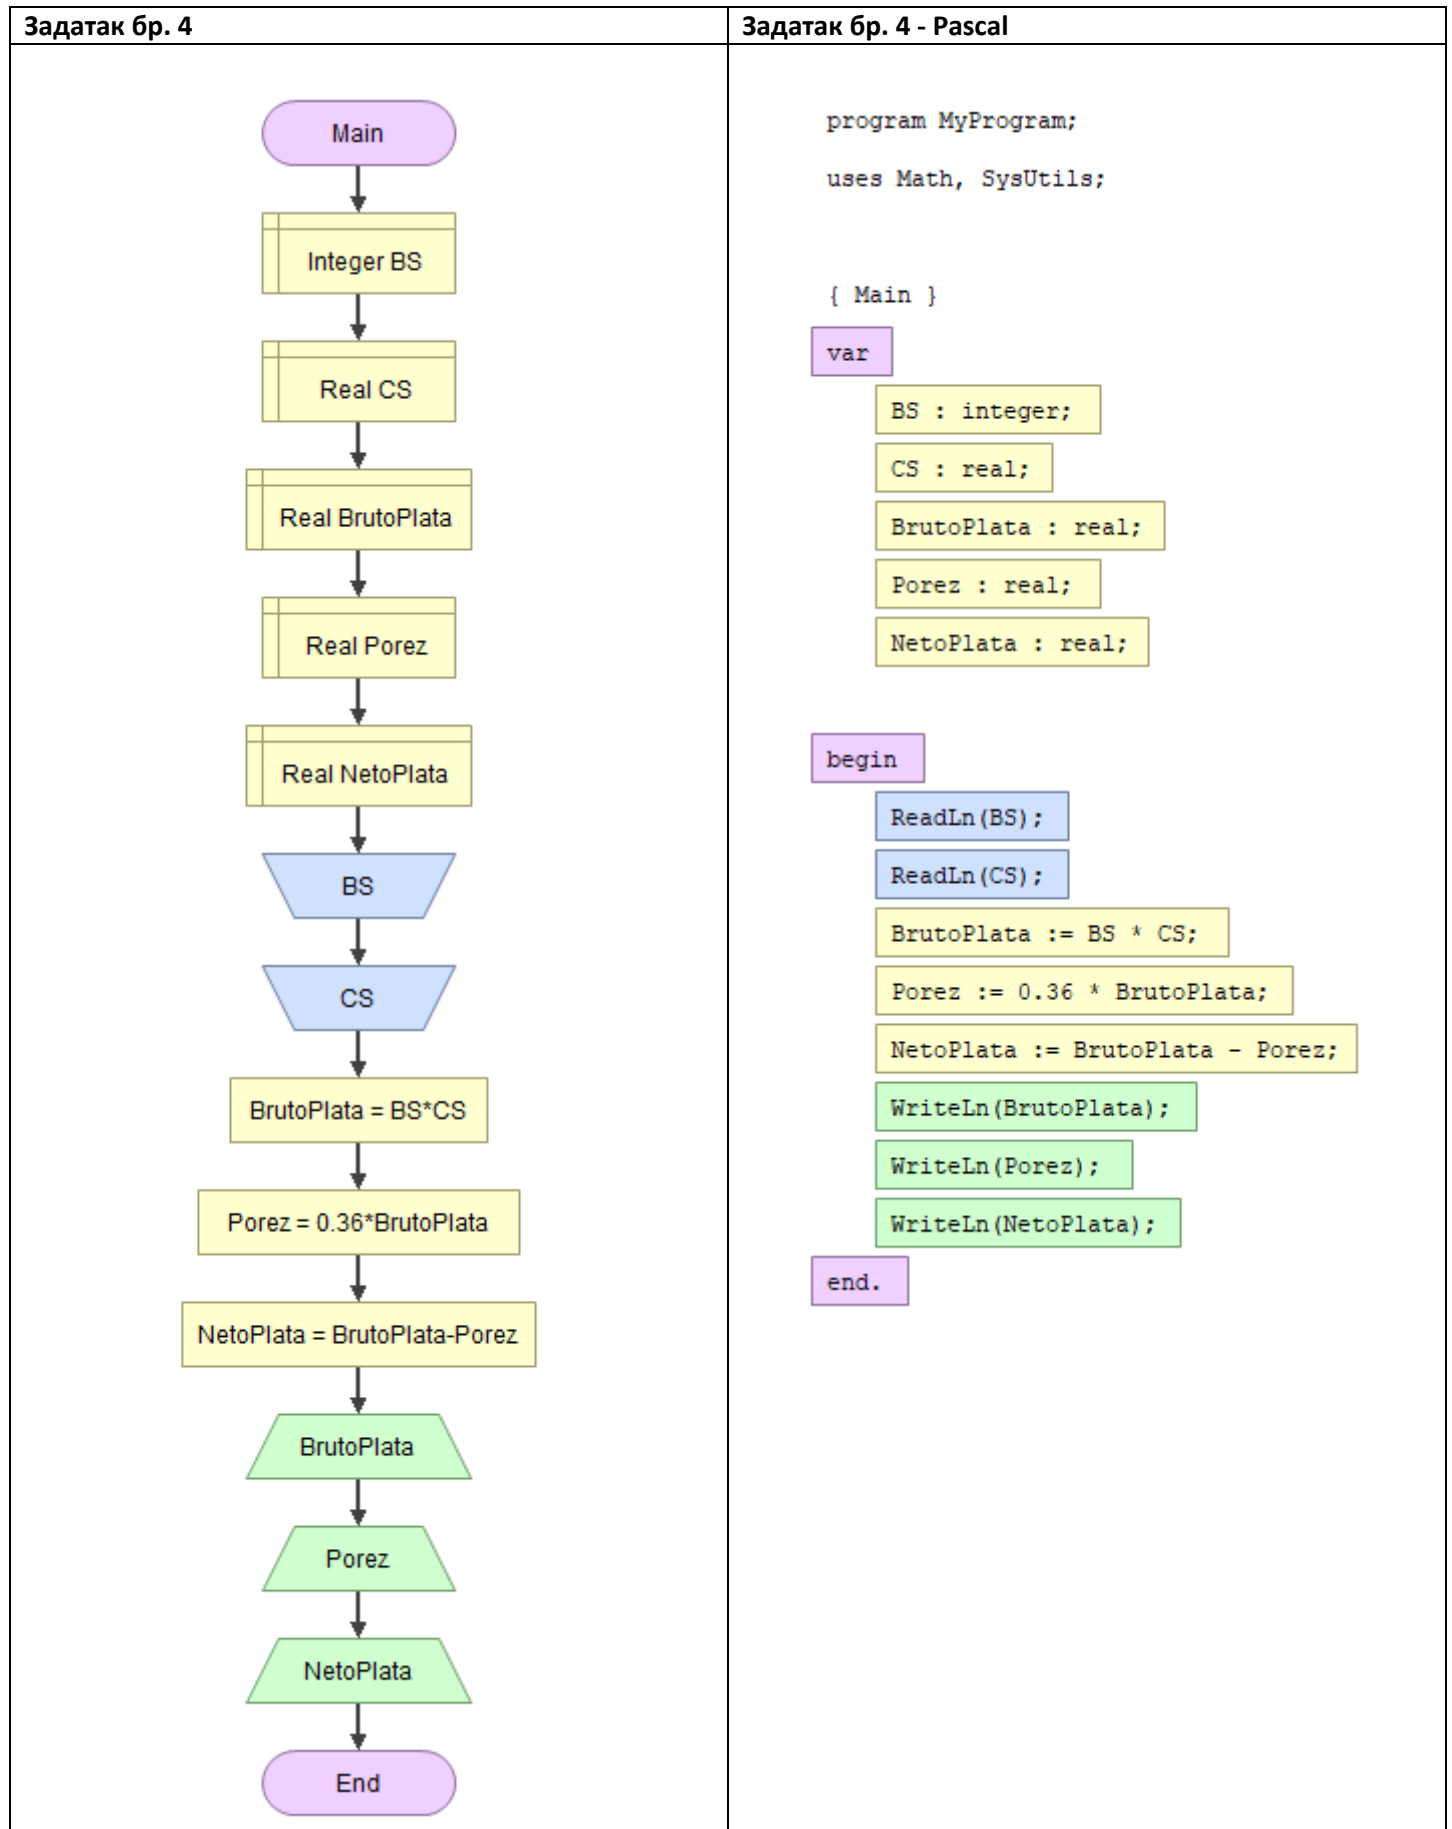 Задатак бр. 4
Main
Integer BS
Real CS
Real BrutoPlata
Real Porez
Real NetoPlata
BS
CS
BrutoPlata = BS*CS
Porez = 0.36*BrutoPlata
NetoPlata = BrutoPlata-Porez
BrutoPlata
Porez
NetoPlata
End
Задатак бр. 4 - Pascal
program MyProgram;
uses Math, SysUtils;
{ Main }
var
BS : integer;
CS : real;
BrutoPlata : real;
Porez : real;
NetoPlata : real;
begin
ReadLn(BS);
ReadLn(CS);
BrutoPlata := BS * CS;
Porez := 0.36 * BrutoPlata;
NetoPlata := BrutoPlata - Porez;
WriteLn(BrutoPlata);
WriteLn(Porez);
WriteLn(NetoPlata);
end.